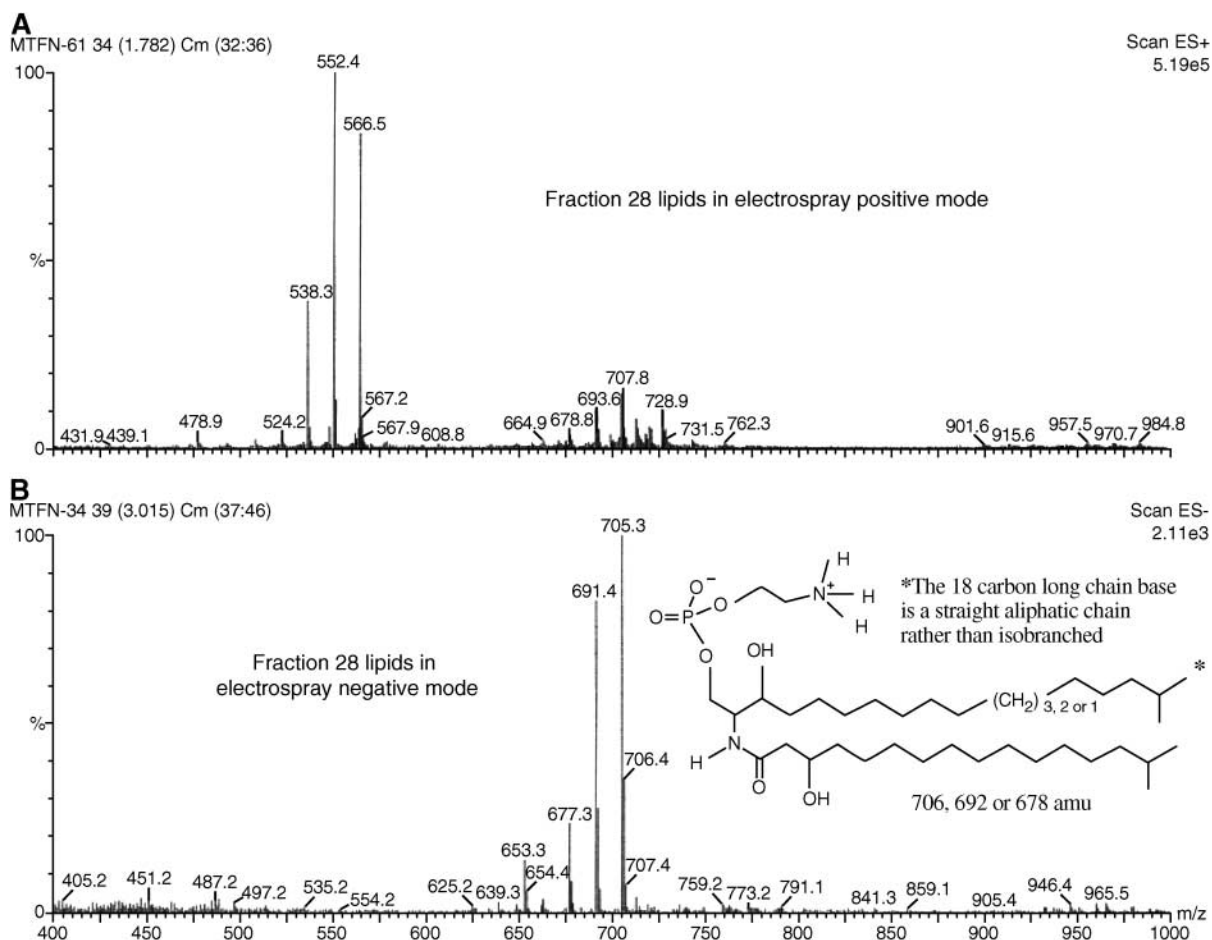 A
MTFN-61 34 (1.782) Cm (32:36)
Scan ES+
5.19e5
100
%
0
552.4
566.5
538.3
Fraction 28 lipids in electrospray positive mode
431.9
439.1
478.9
524.2
567.2
567.9
608.8
664.9
678.8
693.6
707.8
728.9
731.5
762.3
901.6
915.6
957.5
970.7
984.8
B
MTFN-34 39 (3.015) Cm (37:46)
Scan ES-
2.11e3
100
%
0
705.3
691.4
706.4
677.3
653.3
654.4
707.4
Fraction 28 lipids in
electrospray negative mode
*The 18 carbon long chain base
is a straight aliphatic chain
rather than isobranched
O−
O=P
O
N+
H
H
H
O
OH
(CH2) 3, 2 or 1
*
H
N
O
OH
706, 692 or 678 amu
405.2
451.2
487.2
497.2
535.2
554.2
625.2
639.3
759.2
773.2
791.1
841.3
859.1
905.4
946.4
965.5
400 450 500 550 600 650 700 750 800 850 900 950 1000 m/z